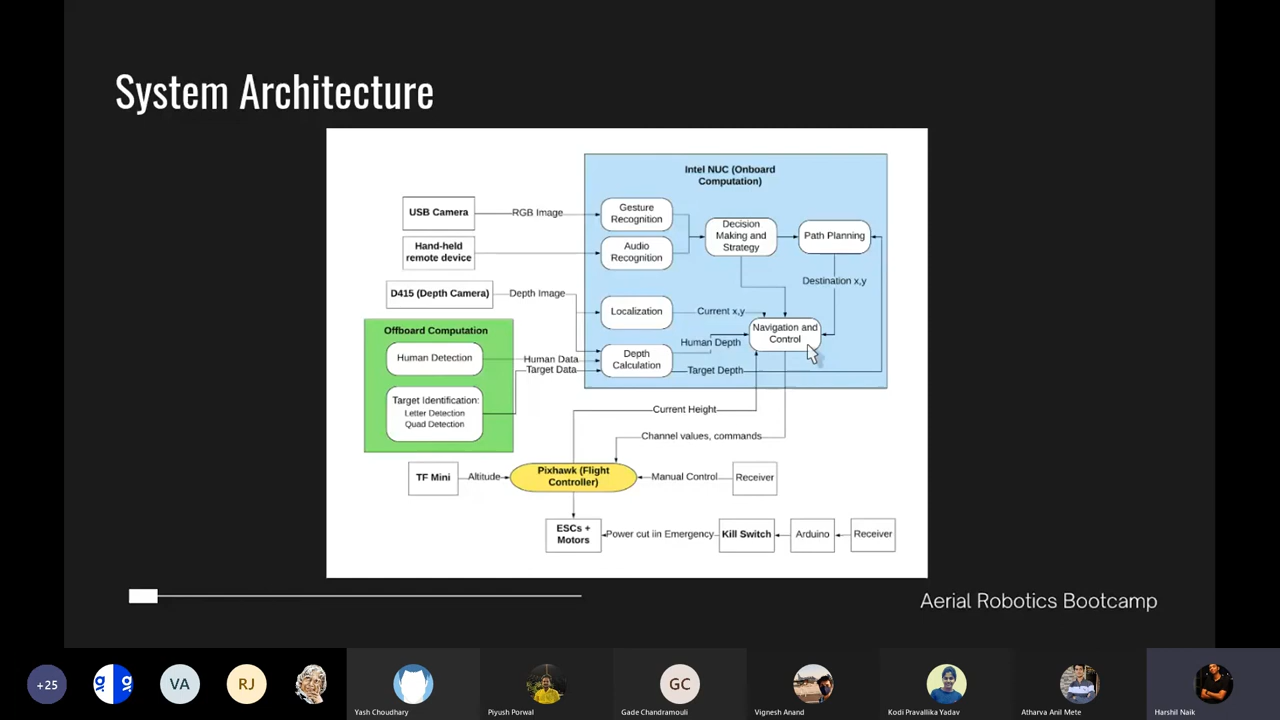 System Architecture
Intel NUC (Onboard
Computation)
USB Camera
RGB Image
Gesture
Recognition
Decision
Making and
Strategy
Path Planning
Hand-held
remote device
Audio
Recognition
Destination x,y
D415 (Depth Camera)
Depth Image
Localization
Current x,y
Navigation and
Control
Offboard Computation
Human Detection
Human Data
Target Data
Depth
Calculation
Human Depth
Target Depth
Target Identification:
Letter Detection
Quad Detection
Current Height
Channel values, commands
TF Mini
Altitude
Pixhawk (Flight
Controller)
Manual Control
Receiver
ESCs +
Motors
Power cut iin Emergency
Kill Switch
Arduino
Receiver
Aerial Robotics Bootcamp
+25
VA
RJ
GC
Yash Choudhary
Piyush Porwal
Gade Chandramouli
Vignesh Anand
Kodi Pravallika Yadav
Atharva Anil Mete
Harshil Naik